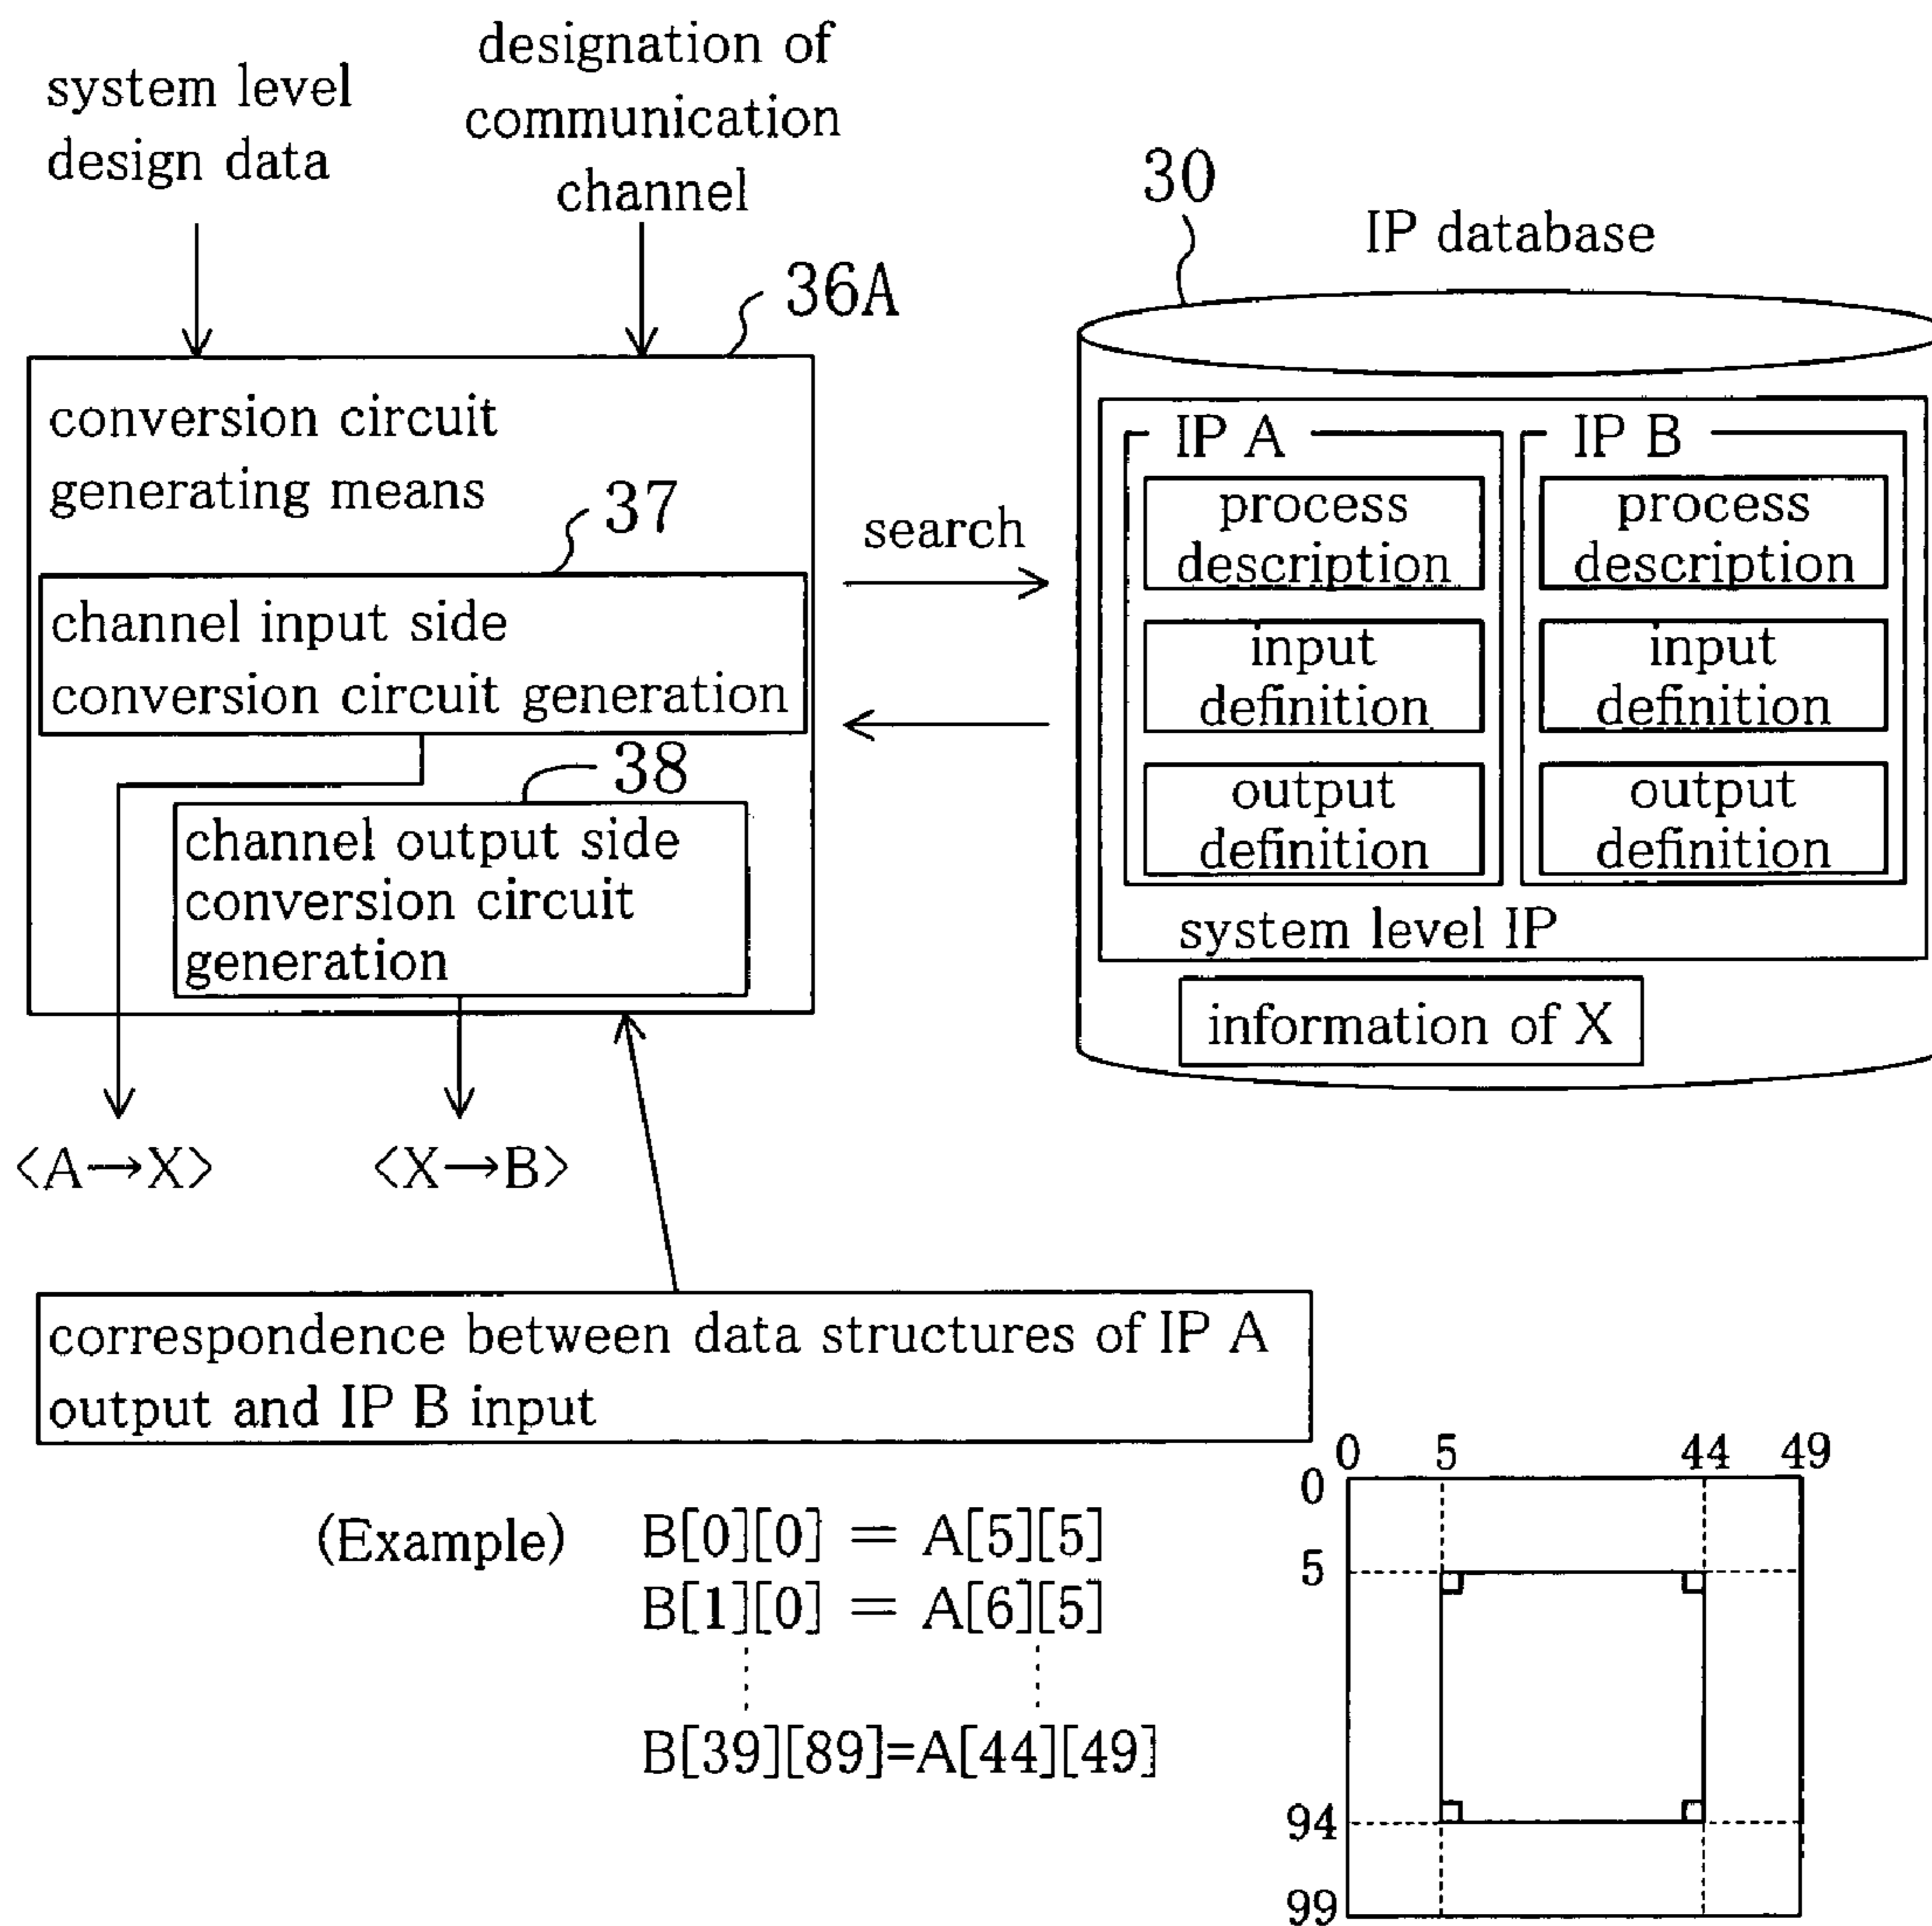 system level
design data
designation of
communication
channel
36A
conversion circuit
generating means
37
channel input side
conversion circuit generation
38
channel output side
conversion circuit
generation
<A→X>
<X→B>
search
30
IP database
IP A
process
description
input
definition
output
definition
IP B
process
description
input
definition
output
definition
system level IP
information of X
correspondence between data structures of IP A
output and IP B input
(Example)
B[0][0] = A[5][5]
B[1][0] = A[6][5]
B[39][89]=A[44][49]
0 5 44 49
0
5
94
99